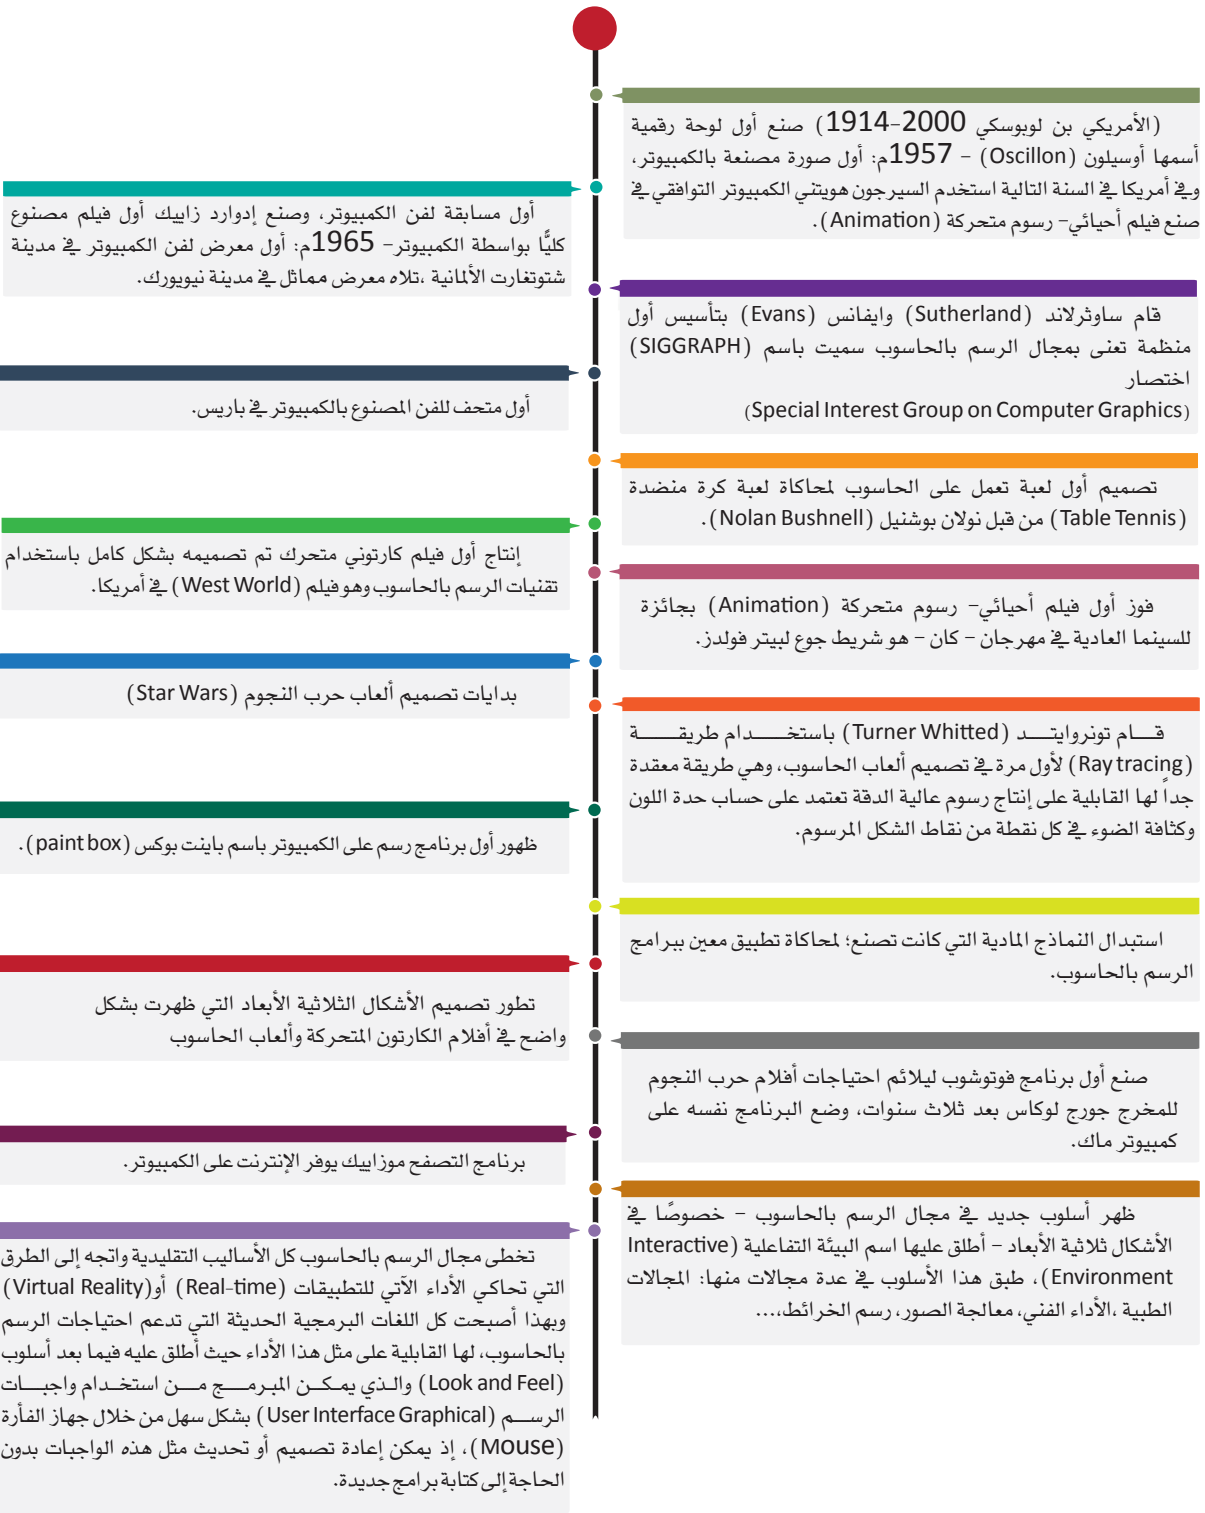 (الأمريكي بن لوبوسكي 2000-1914) صنع أول لوحة رقمية
أسمها أوسيلون (Oscillon) - 1957م: أول صورة مصنعة بالكمبيوتر،
وفي أمريكا في السنة التالية استخدم السيرجون هويتني الكمبيوتر التوافقي في
صنع فيلم أحيائي- رسوم متحركة (Animation).
أول مسابقة لفن الكمبيوتر، وصنع إدوارد زاييك أول فيلم مصنوع
كليًّا بواسطة الكمبيوتر- 1965م: أول معرض لفن الكمبيوتر في مدينة
شتوتغارت الألمانية ،تلاه معرض مماثل في مدينة نيويورك.
قام ساوثرلاند (Sutherland) وايفانس (Evans) بتأسيس أول
منظمة تعنى بمجال الرسم بالحاسوب سميت باسم (SIGGRAPH)
اختصار
(Special Interest Group on Computer Graphics)
أول متحف للفن المصنوع بالكمبيوتر في باريس.
تصميم أول لعبة تعمل على الحاسوب لمحاكاة لعبة كرة منضدة
(Table Tennis) من قبل نولان بوشنيل (Nolan Bushnell).
إنتاج أول فيلم كارتوني متحرك تم تصميمه بشكل كامل باستخدام
تقنيات الرسم بالحاسوب وهو فيلم (West World) في أمريكا.
فوز أول فيلم أحيائي- رسوم متحركة (Animation) بجائزة
للسينما العادية في مهرجان - كان - هو شريط جوع لبيتر فولدز.
بدايات تصميم ألعاب حرب النجوم (Star Wars)
قـــام تونروايتـــد (Turner Whitted) باستخـــدام طريقـــة
(Ray tracing) لأول مرة في تصميم ألعاب الحاسوب، وهي طريقة معقدة
جداً لها القابلية على إنتاج رسوم عالية الدقة تعتمد على حساب حدة اللون
وكثافة الضوء في كل نقطة من نقاط الشكل المرسوم.
ظهور أول برنامج رسم على الكمبيوتر باسم باينت بوكس (paint box).
استبدال النماذج المادية التي كانت تصنع؛ لمحاكاة تطبيق معين ببرامج
الرسم بالحاسوب.
تطور تصميم الأشكال الثلاثية الأبعاد التي ظهرت بشكل
واضح في أفلام الكارتون المتحركة وألعاب الحاسوب
صنع أول برنامج فوتوشوب ليلائم احتياجات أفلام حرب النجوم
للمخرج جورج لوكاس بعد ثلاث سنوات، وضع البرنامج نفسه على
كمبيوتر ماك.
برنامج التصفح موزاييك يوفر الإنترنت على الكمبيوتر.
ظهر أسلوب جديد في مجال الرسم بالحاسوب - خصوصًا في
الأشكال ثلاثية الأبعاد - أطلق عليها اسم البيئة التفاعلية (Interactive
Environment)، طبق هذا الأسلوب في عدة مجالات منها: المجالات
الطبية ،الأداء الفني، معالجة الصور، رسم الخرائط،...
تخطى مجال الرسم بالحاسوب كل الأساليب التقليدية واتجه إلى الطرق
التي تحاكي الأداء الآتي للتطبيقات (Real-time) أو(Virtual Reality)
وبهذا أصبحت كل اللغات البرمجية الحديثة التي تدعم احتياجات الرسم
بالحاسوب، لها القابلية على مثل هذا الأداء حيث أطلق عليه فيما بعد أسلوب
(Look and Feel) والـذي يمكـن المبرمـــج مـــن استخـدام واجبـــات
الرســـم (User Interface Graphical) بشكل سهل من خلال جهاز الفأرة
(Mouse)، إذ يمكن إعادة تصميم أو تحديث مثل هذه الواجبات بدون
الحاجة إلى كتابة برامج جديدة.